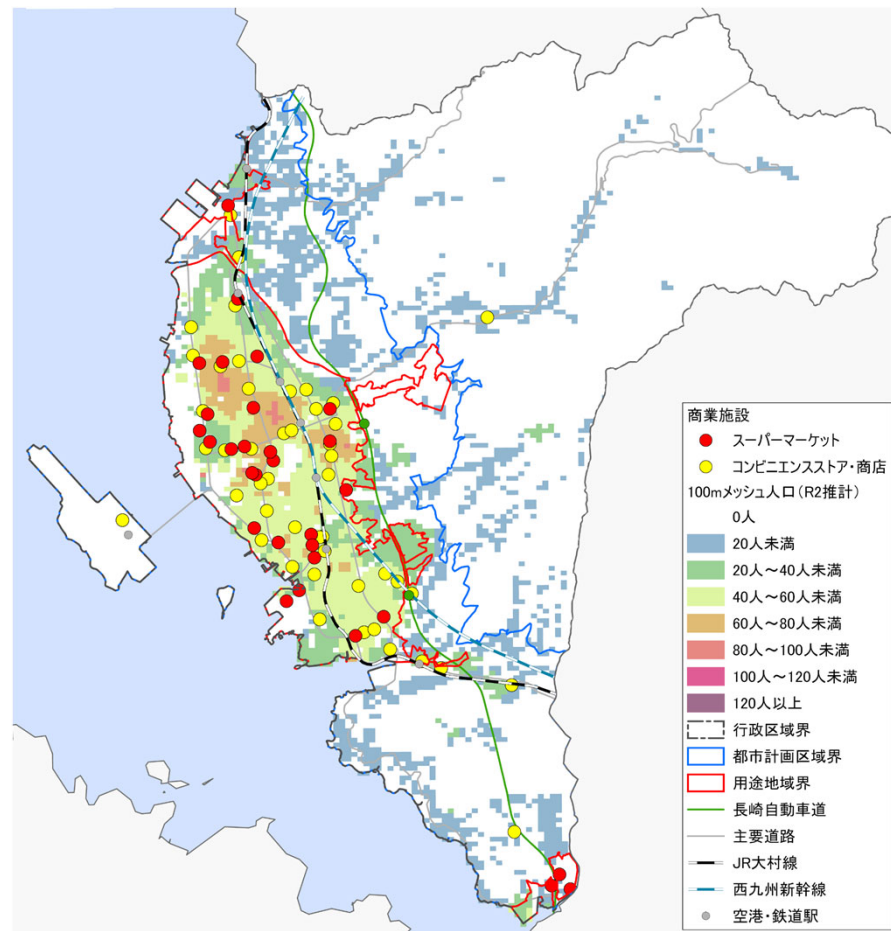 商業施設
スーパーマーケット
コンビニエンスストア・商店
100mメッシュ人口(R2推計)
0人
20人未満
20人～40人未満
40人～60人未満
60人～80人未満
80人～100人未満
100人～120人未満
120人以上
行政区域界
都市計画区域界
用途地域界
長崎自動車道
主要道路
JR大村線
西九州新幹線
空港・鉄道駅